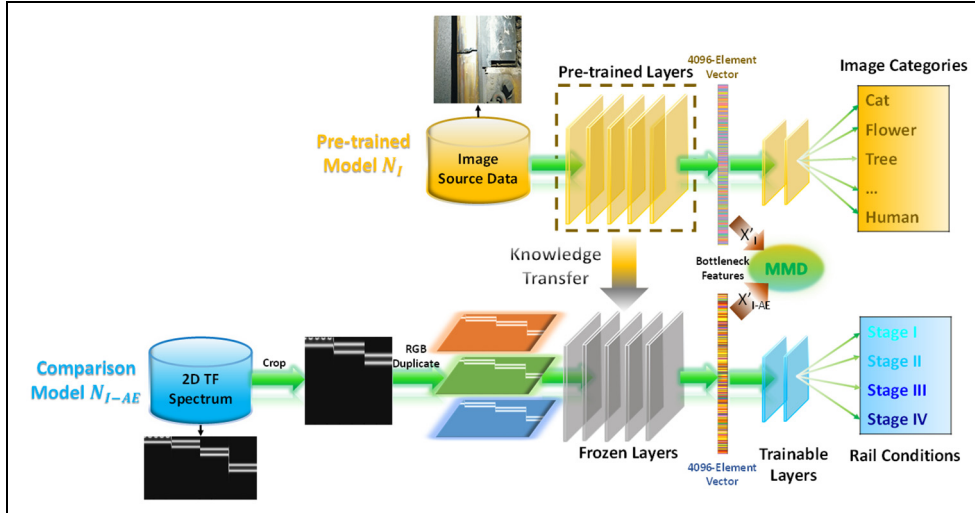 4096-Element
Vector
Image Categories
Pre-trained Layers
Cat
Flower
Tree
...
Human
Pre-trained
Model N_I
Image
Source Data
X'_I
Knowledge
Transfer
Bottleneck
Features
MMD
X'_{I-AE}
Comparison
Model N_{I-AE}
2D TF
Spectrum
Crop
RGB
Duplicate
Stage I
Stage II
Stage III
Stage IV
Frozen Layers
4096-Element
Vector
Trainable
Layers
Rail Conditions